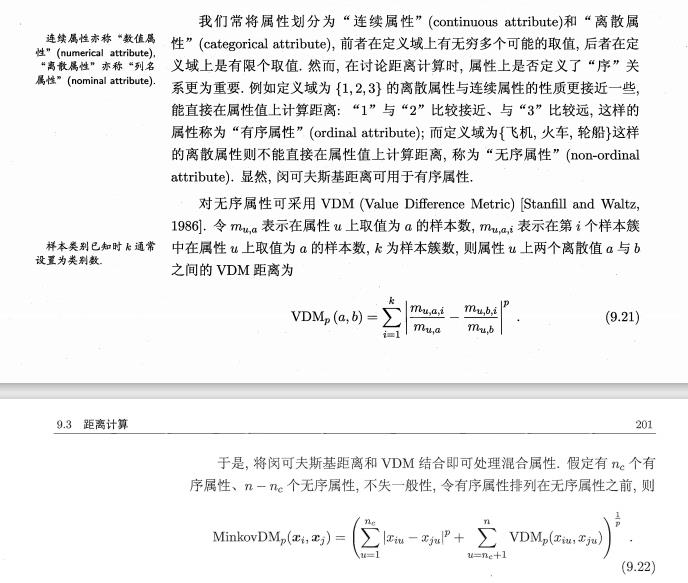 我们常将属性划分为“连续属性”(continuous attribute)和“离散属
性”(categorical attribute), 前者在定义域上有无穷多个可能的取值, 后者在定
义域上是有限个取值. 然而, 在讨论距离计算时, 属性上是否定义了“序”关
系更为重要. 例如定义域为 {1,2,3} 的离散属性与连续属性的性质更接近一些,
能直接在属性值上计算距离: “1”与“2”比较接近、与“3”比较远, 这样的
属性称为“有序属性”(ordinal attribute); 而定义域为{飞机, 火车, 轮船}这样
的离散属性则不能直接在属性值上计算距离, 称为“无序属性”(non-ordinal
attribute). 显然, 闵可夫斯基距离可用于有序属性.
连续属性亦称“数值属
性”(numerical attribute),
“离散属性”亦称“列名
属性”(nominal attribute).
对无序属性可采用 VDM (Value Difference Metric) [Stanfill and Waltz,
1986]. 令 m_{u,a} 表示在属性 u 上取值为 a 的样本数, m_{u,a,i} 表示在第 i 个样本簇
中在属性 u 上取值为 a 的样本数, k 为样本簇数, 则属性 u 上两个离散值 a 与 b
之间的 VDM 距离为
样本类别已知时 k 通常
设置为类别数.
VDM_p (a, b) = \sum_{i=1}^{k} \left| \frac{m_{u,a,i}}{m_{u,a}} - \frac{m_{u,b,i}}{m_{u,b}} \right|^p . (9.21)
9.3 距离计算 201
于是, 将闵可夫斯基距离和 VDM 结合即可处理混合属性. 假定有 n_c 个有
序属性、n − n_c 个无序属性, 不失一般性, 令有序属性排列在无序属性之前, 则
MinkovDM_p(x_i, x_j) = \left( \sum_{u=1}^{n_c} |x_{iu} - x_{ju}|^p + \sum_{u=n_c+1}^{n} VDM_p(x_{iu}, x_{ju}) \right)^{\frac{1}{p}} .
(9.22)